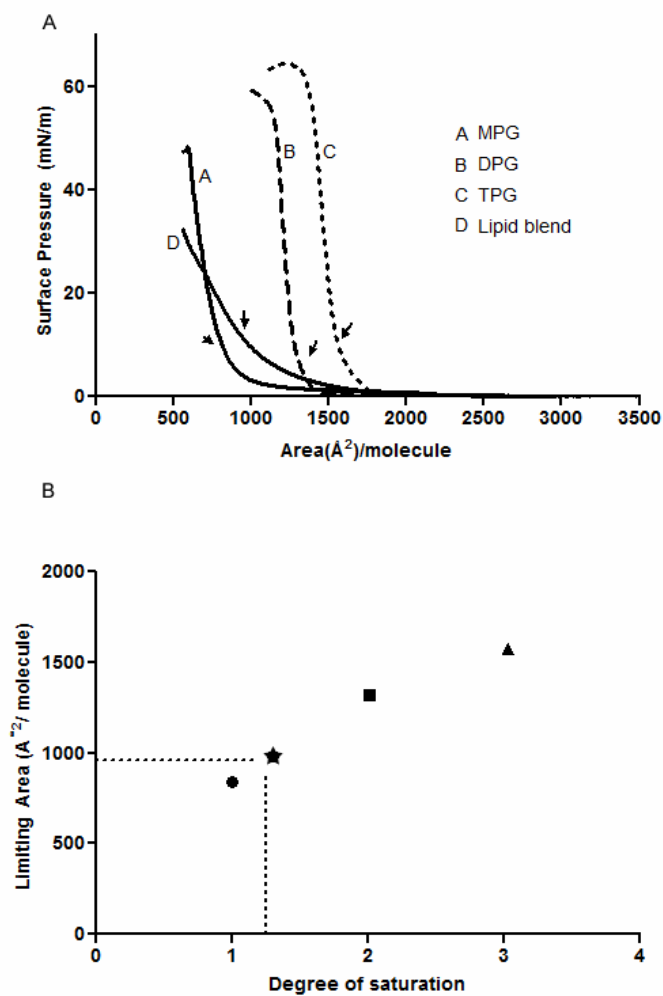 A
Surface Pressure (mN/m)
60
40
20
0
A
B
C
D
A MPG
B DPG
C TPG
D Lipid blend
0 500 1000 1500 2000 2500 3000 3500
Area(Å²)/molecule
B
Limiting Area (A¨2/ molecule)
2000
1500
1000
500
0
0 1 2 3 4
Degree of saturation